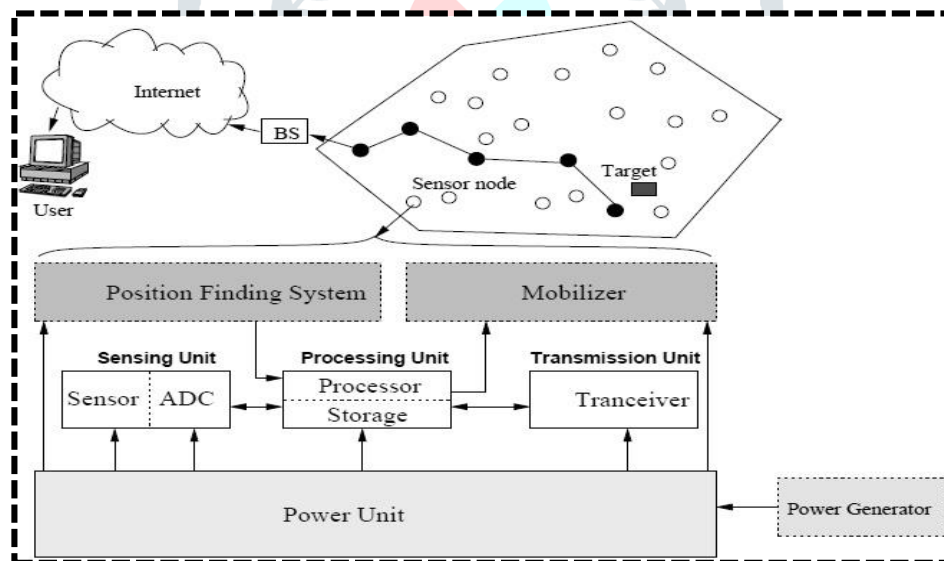 Internet
BS
User
Sensor node
Target
Position Finding System
Mobilizer
Sensing Unit
Processing Unit
Transmission Unit
Sensor
ADC
Processor
Storage
Tranceiver
Power Unit
Power Generator